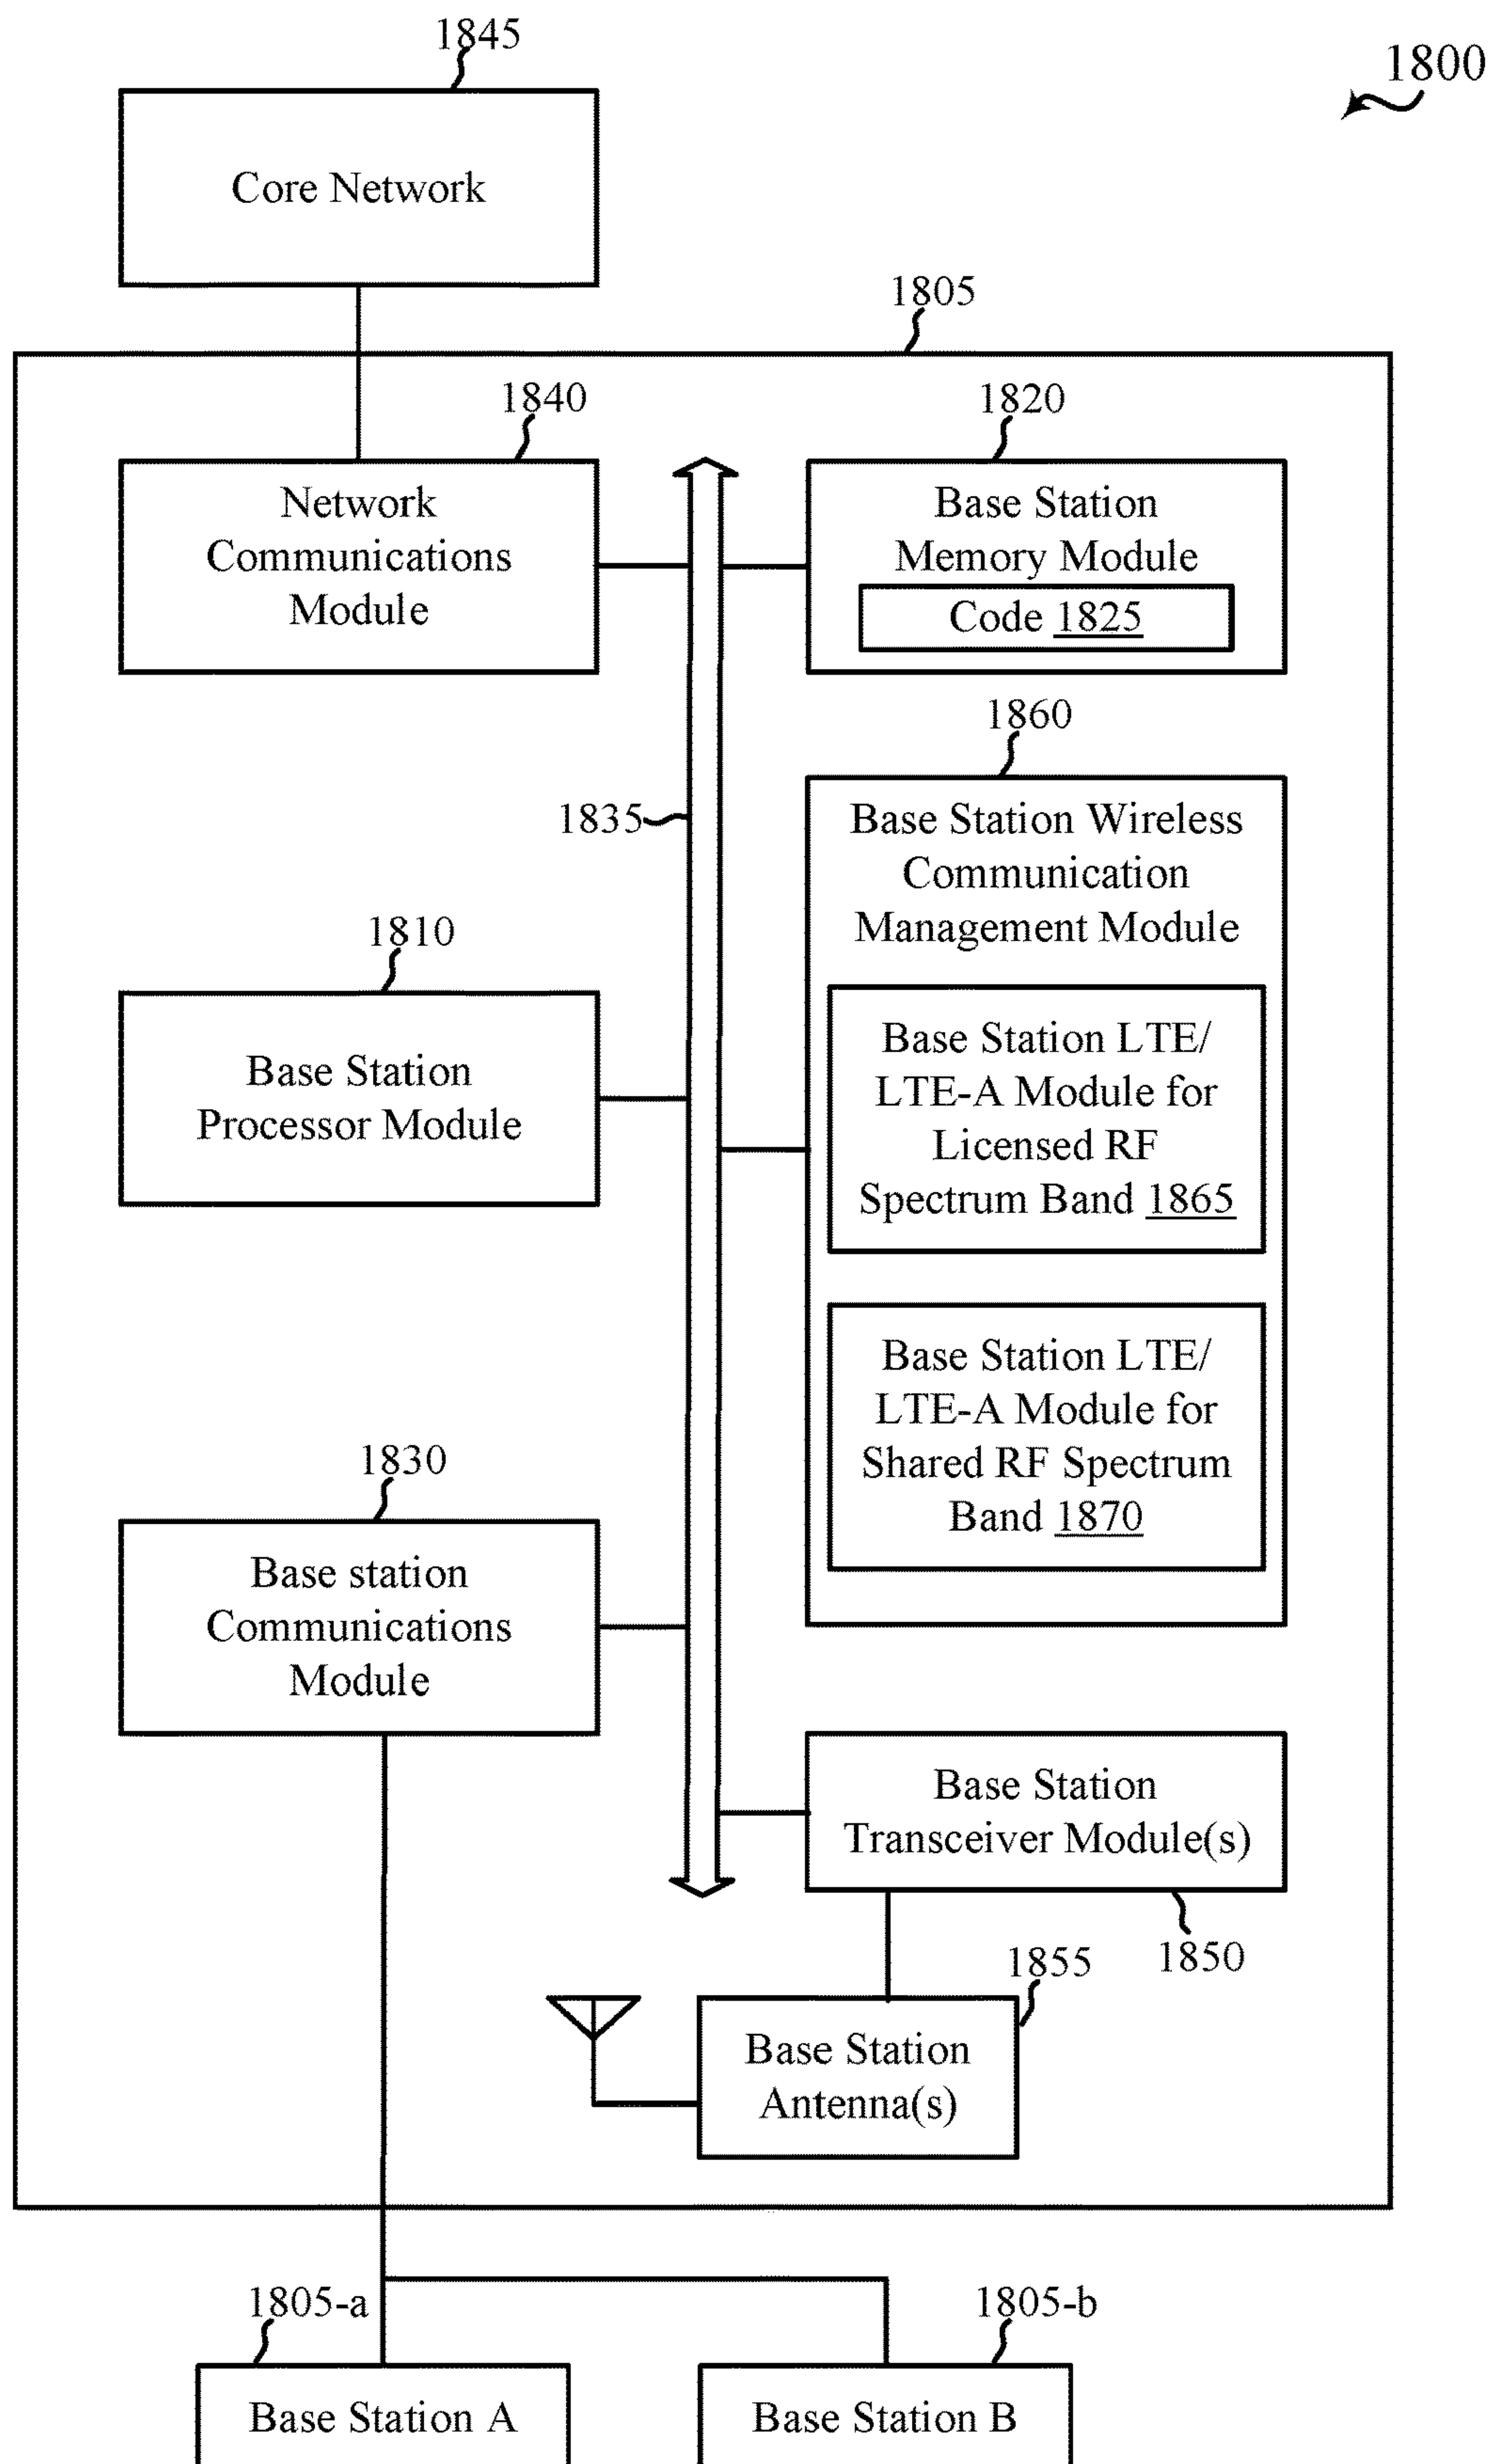 1845
1800
Core Network
1805
1840
1820
Network
Communications
Module
Base Station
Memory Module
Code 1825
1860
1835
Base Station Wireless
Communication
Management Module
1810
Base Station
Processor Module
Base Station LTE/
LTE-A Module for
Licensed RF
Spectrum Band 1865
Base Station LTE/
LTE-A Module for
Shared RF Spectrum
Band 1870
1830
Base station
Communications
Module
Base Station
Transceiver Module(s)
1850
1855
Base Station
Antenna(s)
1805-a
1805-b
Base Station A
Base Station B